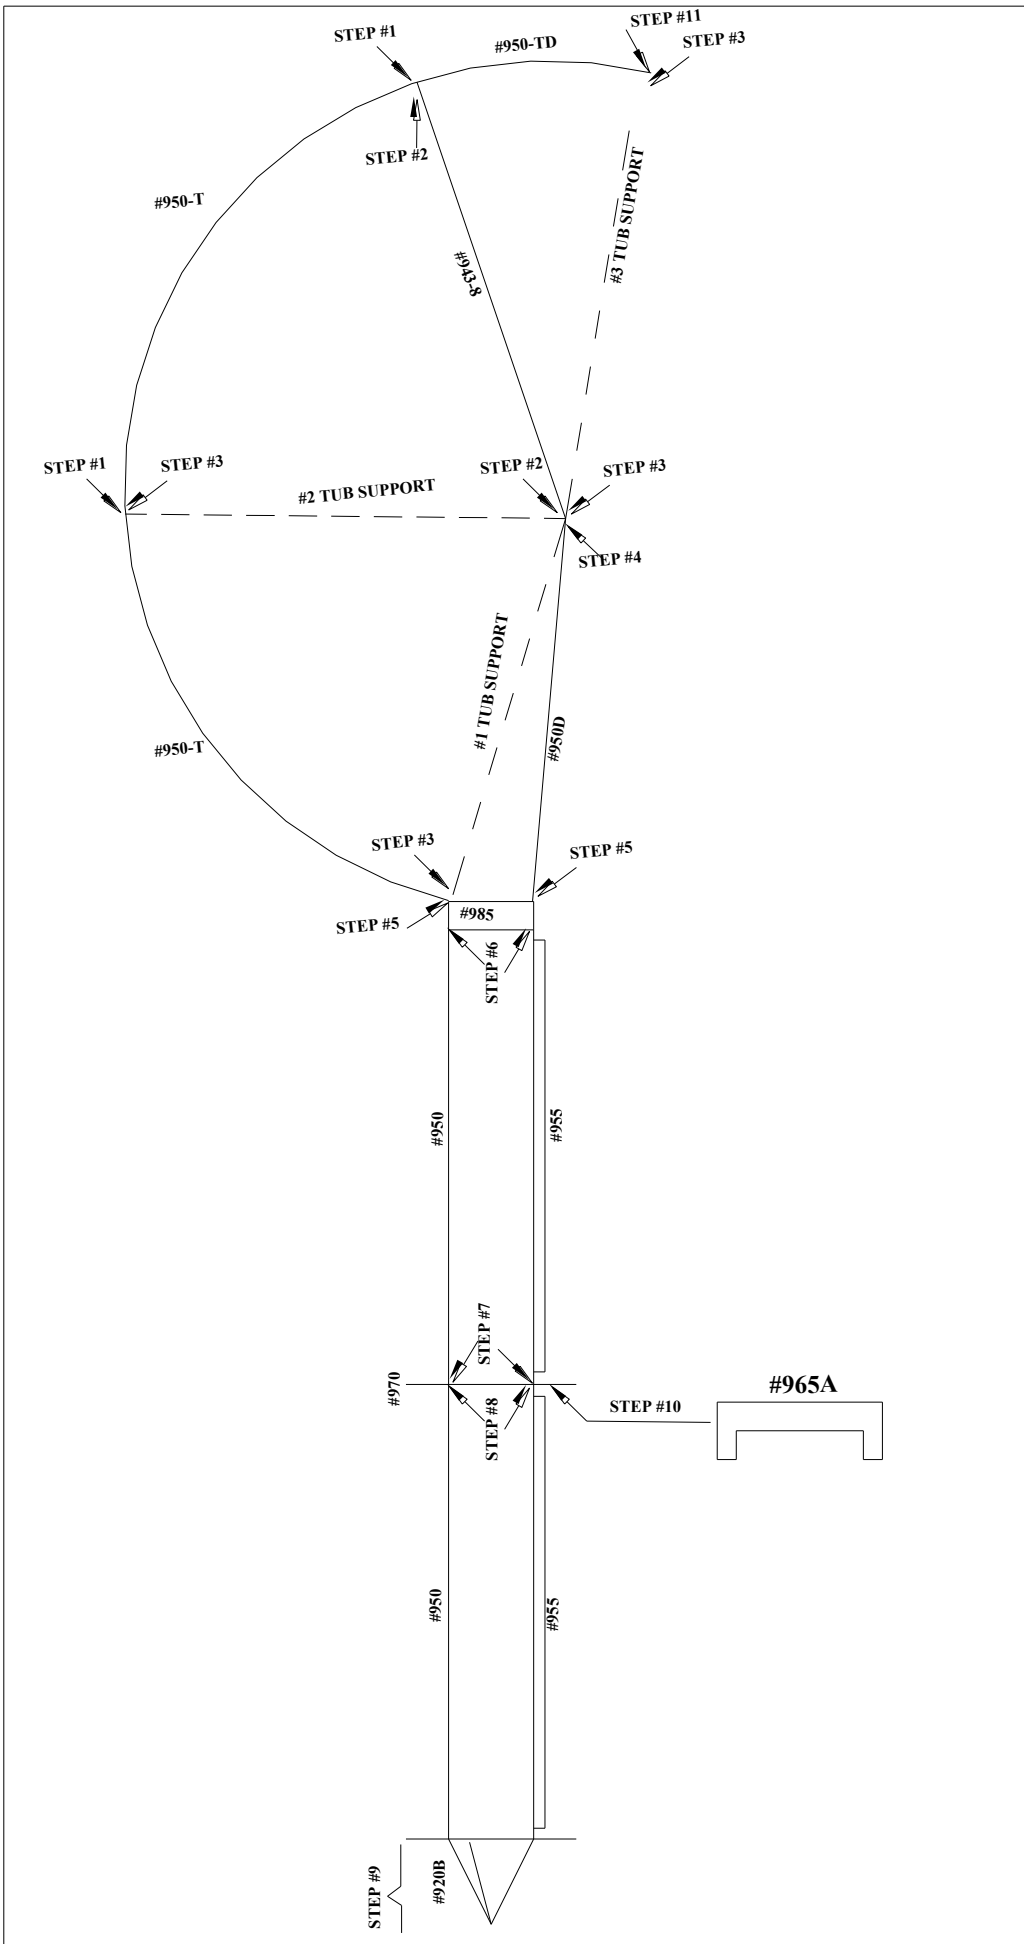 STEP #1
#950-TD
STEP #11
STEP #3
STEP #2
#950-T
#3 TUB SUPPORT
#943-8
STEP #1
STEP #3
#2 TUB SUPPORT
STEP #2
STEP #3
STEP #4
#1 TUB SUPPORT
#950D
#950-T
STEP #3
STEP #5
STEP #5
#985
STEP #6
#950
#955
STEP #7
#970
STEP #8
STEP #10
#965A
#950
#955
STEP #9
#920B